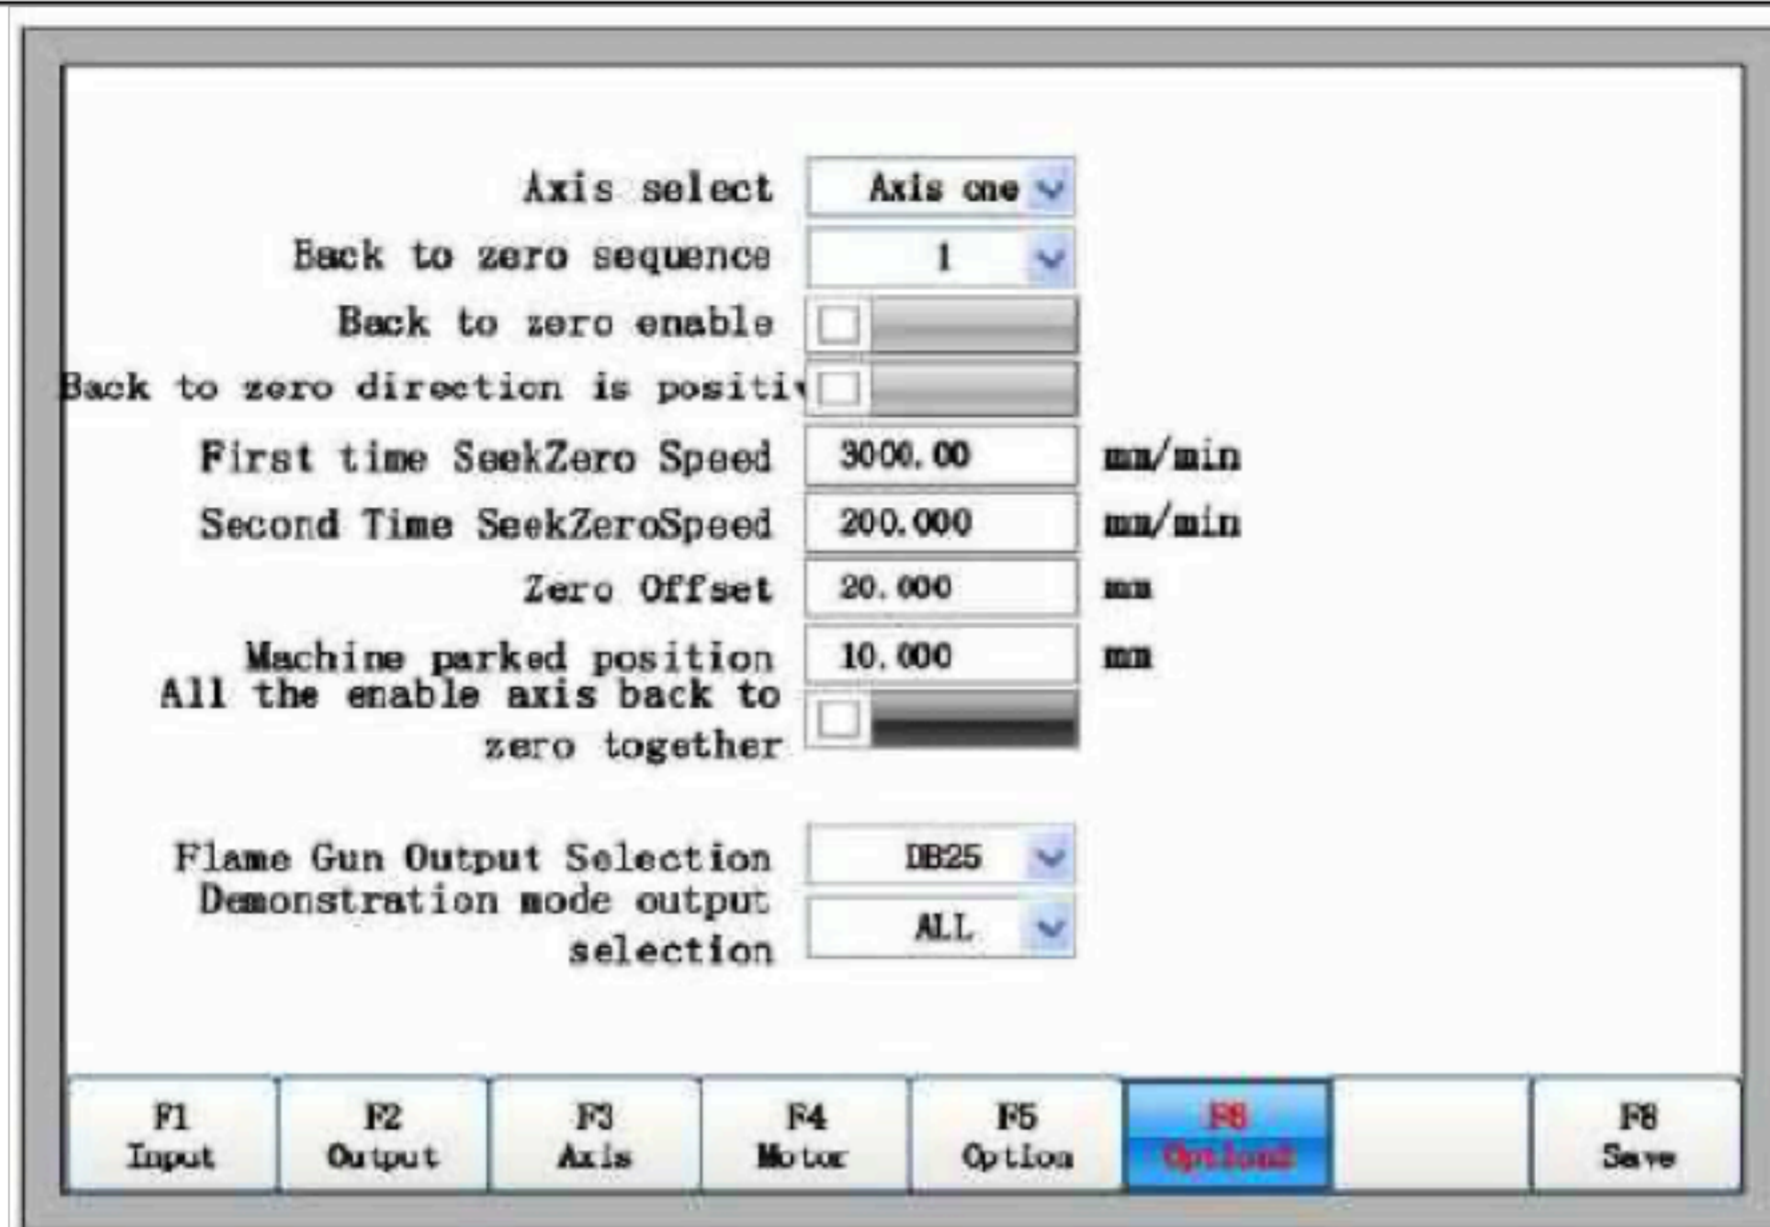 Axis select Axis one
Back to zero sequence 1
Back to zero enable
Back to zero direction is positiv
First time SeekZero Speed 3000.00 mm/min
Second Time SeekZeroSpeed 200.000 mm/min
Zero Offset 20.000 mm
Machine parked position 10.000 mm
All the enable axis back to
zero together
Flame Gun Output Selection DB25
Demonstration mode output
selection ALL
F1 F2 F3 F4 F5 F6 F8
Input Output Axis Motor Option Option2 Save